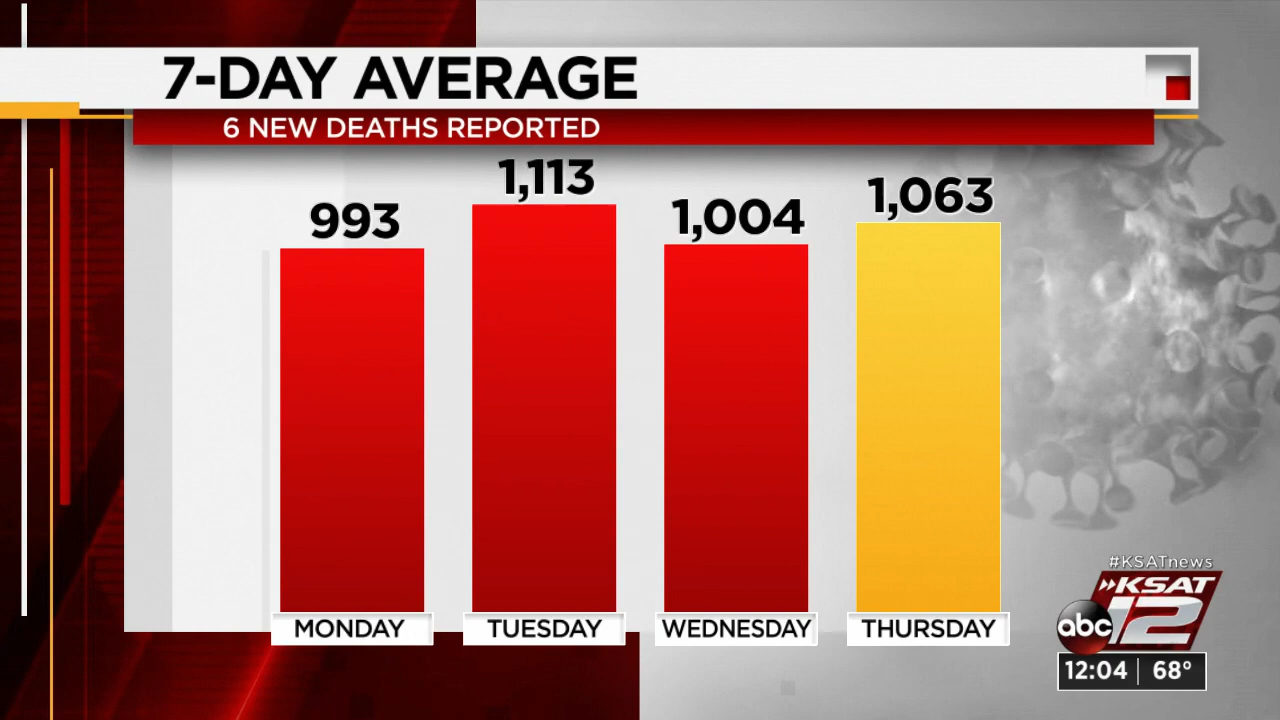 7-DAY AVERAGE
6 NEW DEATHS REPORTED
993
1,113
1,004
1,063
MONDAY
TUESDAY
WEDNESDAY
THURSDAY
#KSATnews
KSAT
abc 12
12:04 68°